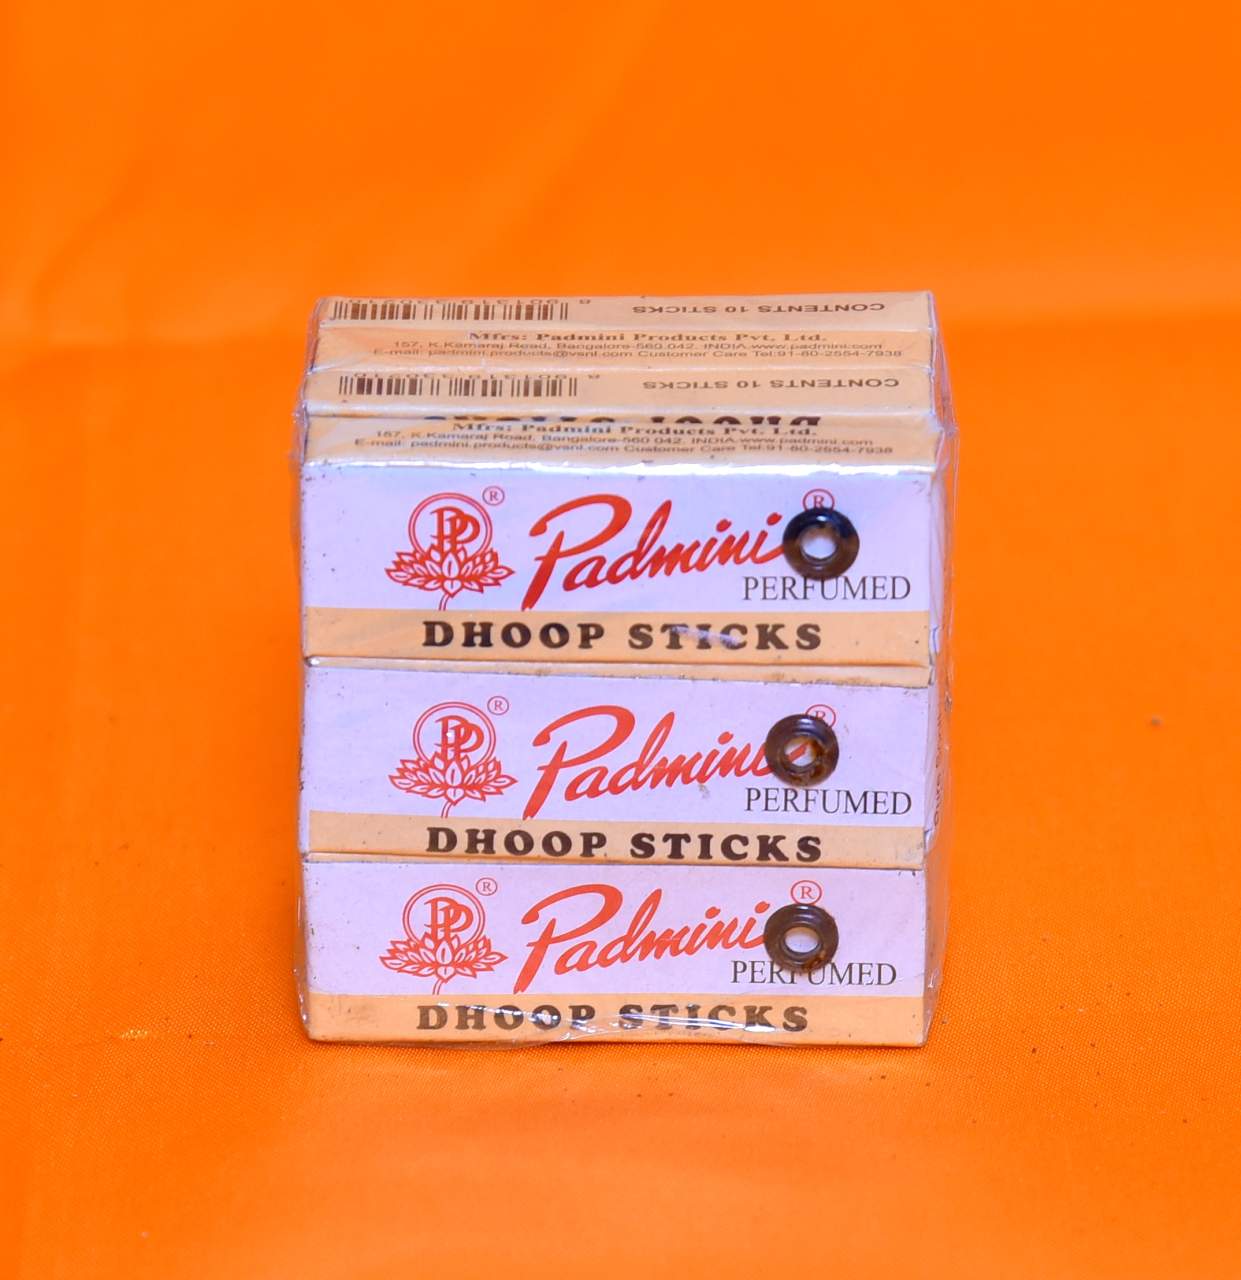 8 901319 330210
CONTENTS 10 STICKS
Mfrs: Padmini Products Pvt. Ltd.
157, K.Kamaraj Road, Bangalore-560 042. INDIA.www.padmini.com
E-mail: padmini.products@vsnl.com Customer Care Tel:91-80-2554-7938
CONTENTS 10 STICKS
Mfrs: Padmini Products Pvt. Ltd.
157, K.Kamaraj Road, Bangalore-560 042. INDIA.www.padmini.com
E-mail: padmini.products@vsnl.com Customer Care Tel:91-80-2554-7938
PP ® Padmini ®
PERFUMED
DHOOP STICKS
PP ® Padmini ®
PERFUMED
DHOOP STICKS
PP ® Padmini ®
PERFUMED
DHOOP STICKS